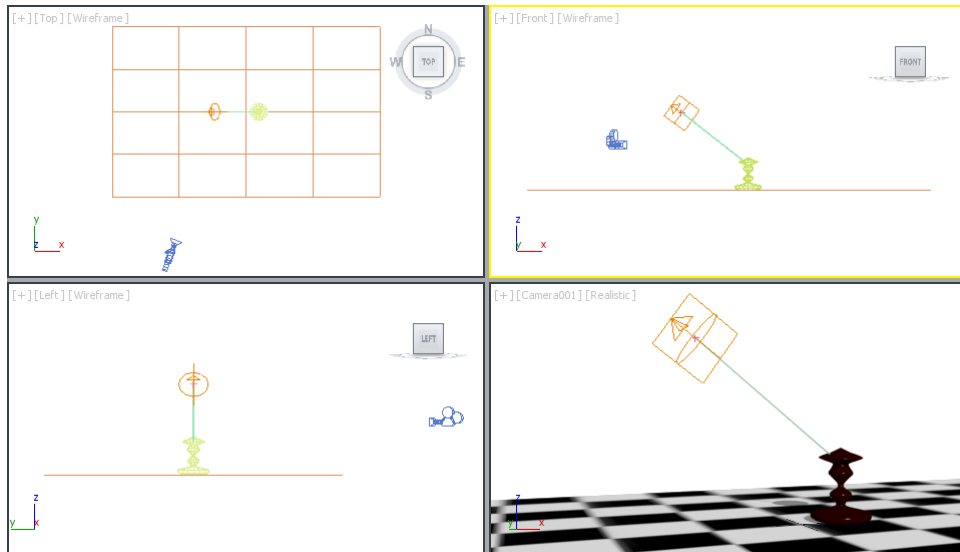 [+] [Top] [Wireframe]
N
W
TOP
E
S
y
z
x
[+] [Front] [Wireframe]
FRONT
z
y
x
[+] [Left] [Wireframe]
LEFT
z
y
x
[+] [Camera001] [Realistic]
z
y
x